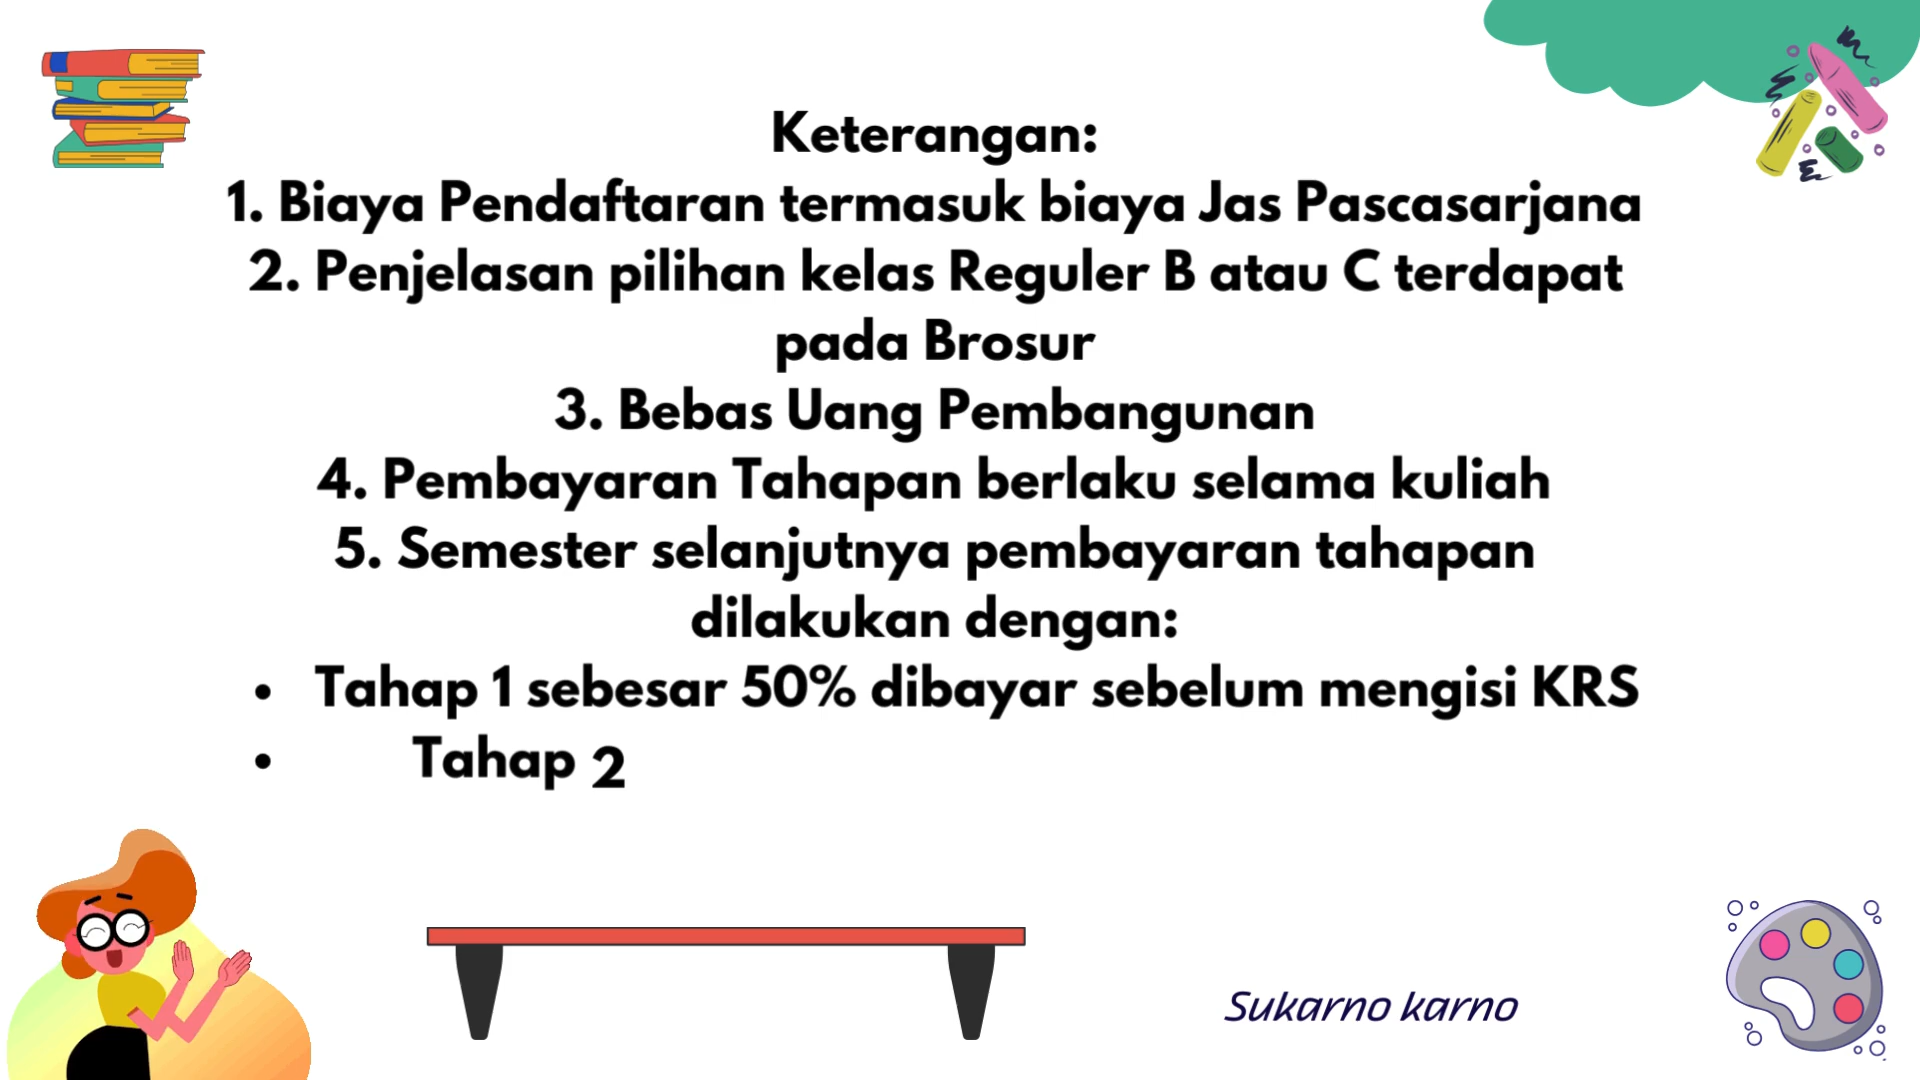 Keterangan:
1. Biaya Pendaftaran termasuk biaya Jas Pascasarjana
2. Penjelasan pilihan kelas Reguler B atau C terdapat
pada Brosur
3. Bebas Uang Pembangunan
4. Pembayaran Tahapan berlaku selama kuliah
5. Semester selanjutnya pembayaran tahapan
dilakukan dengan:
• Tahap 1 sebesar 50% dibayar sebelum mengisi KRS
• Tahap 2
Sukarno karno